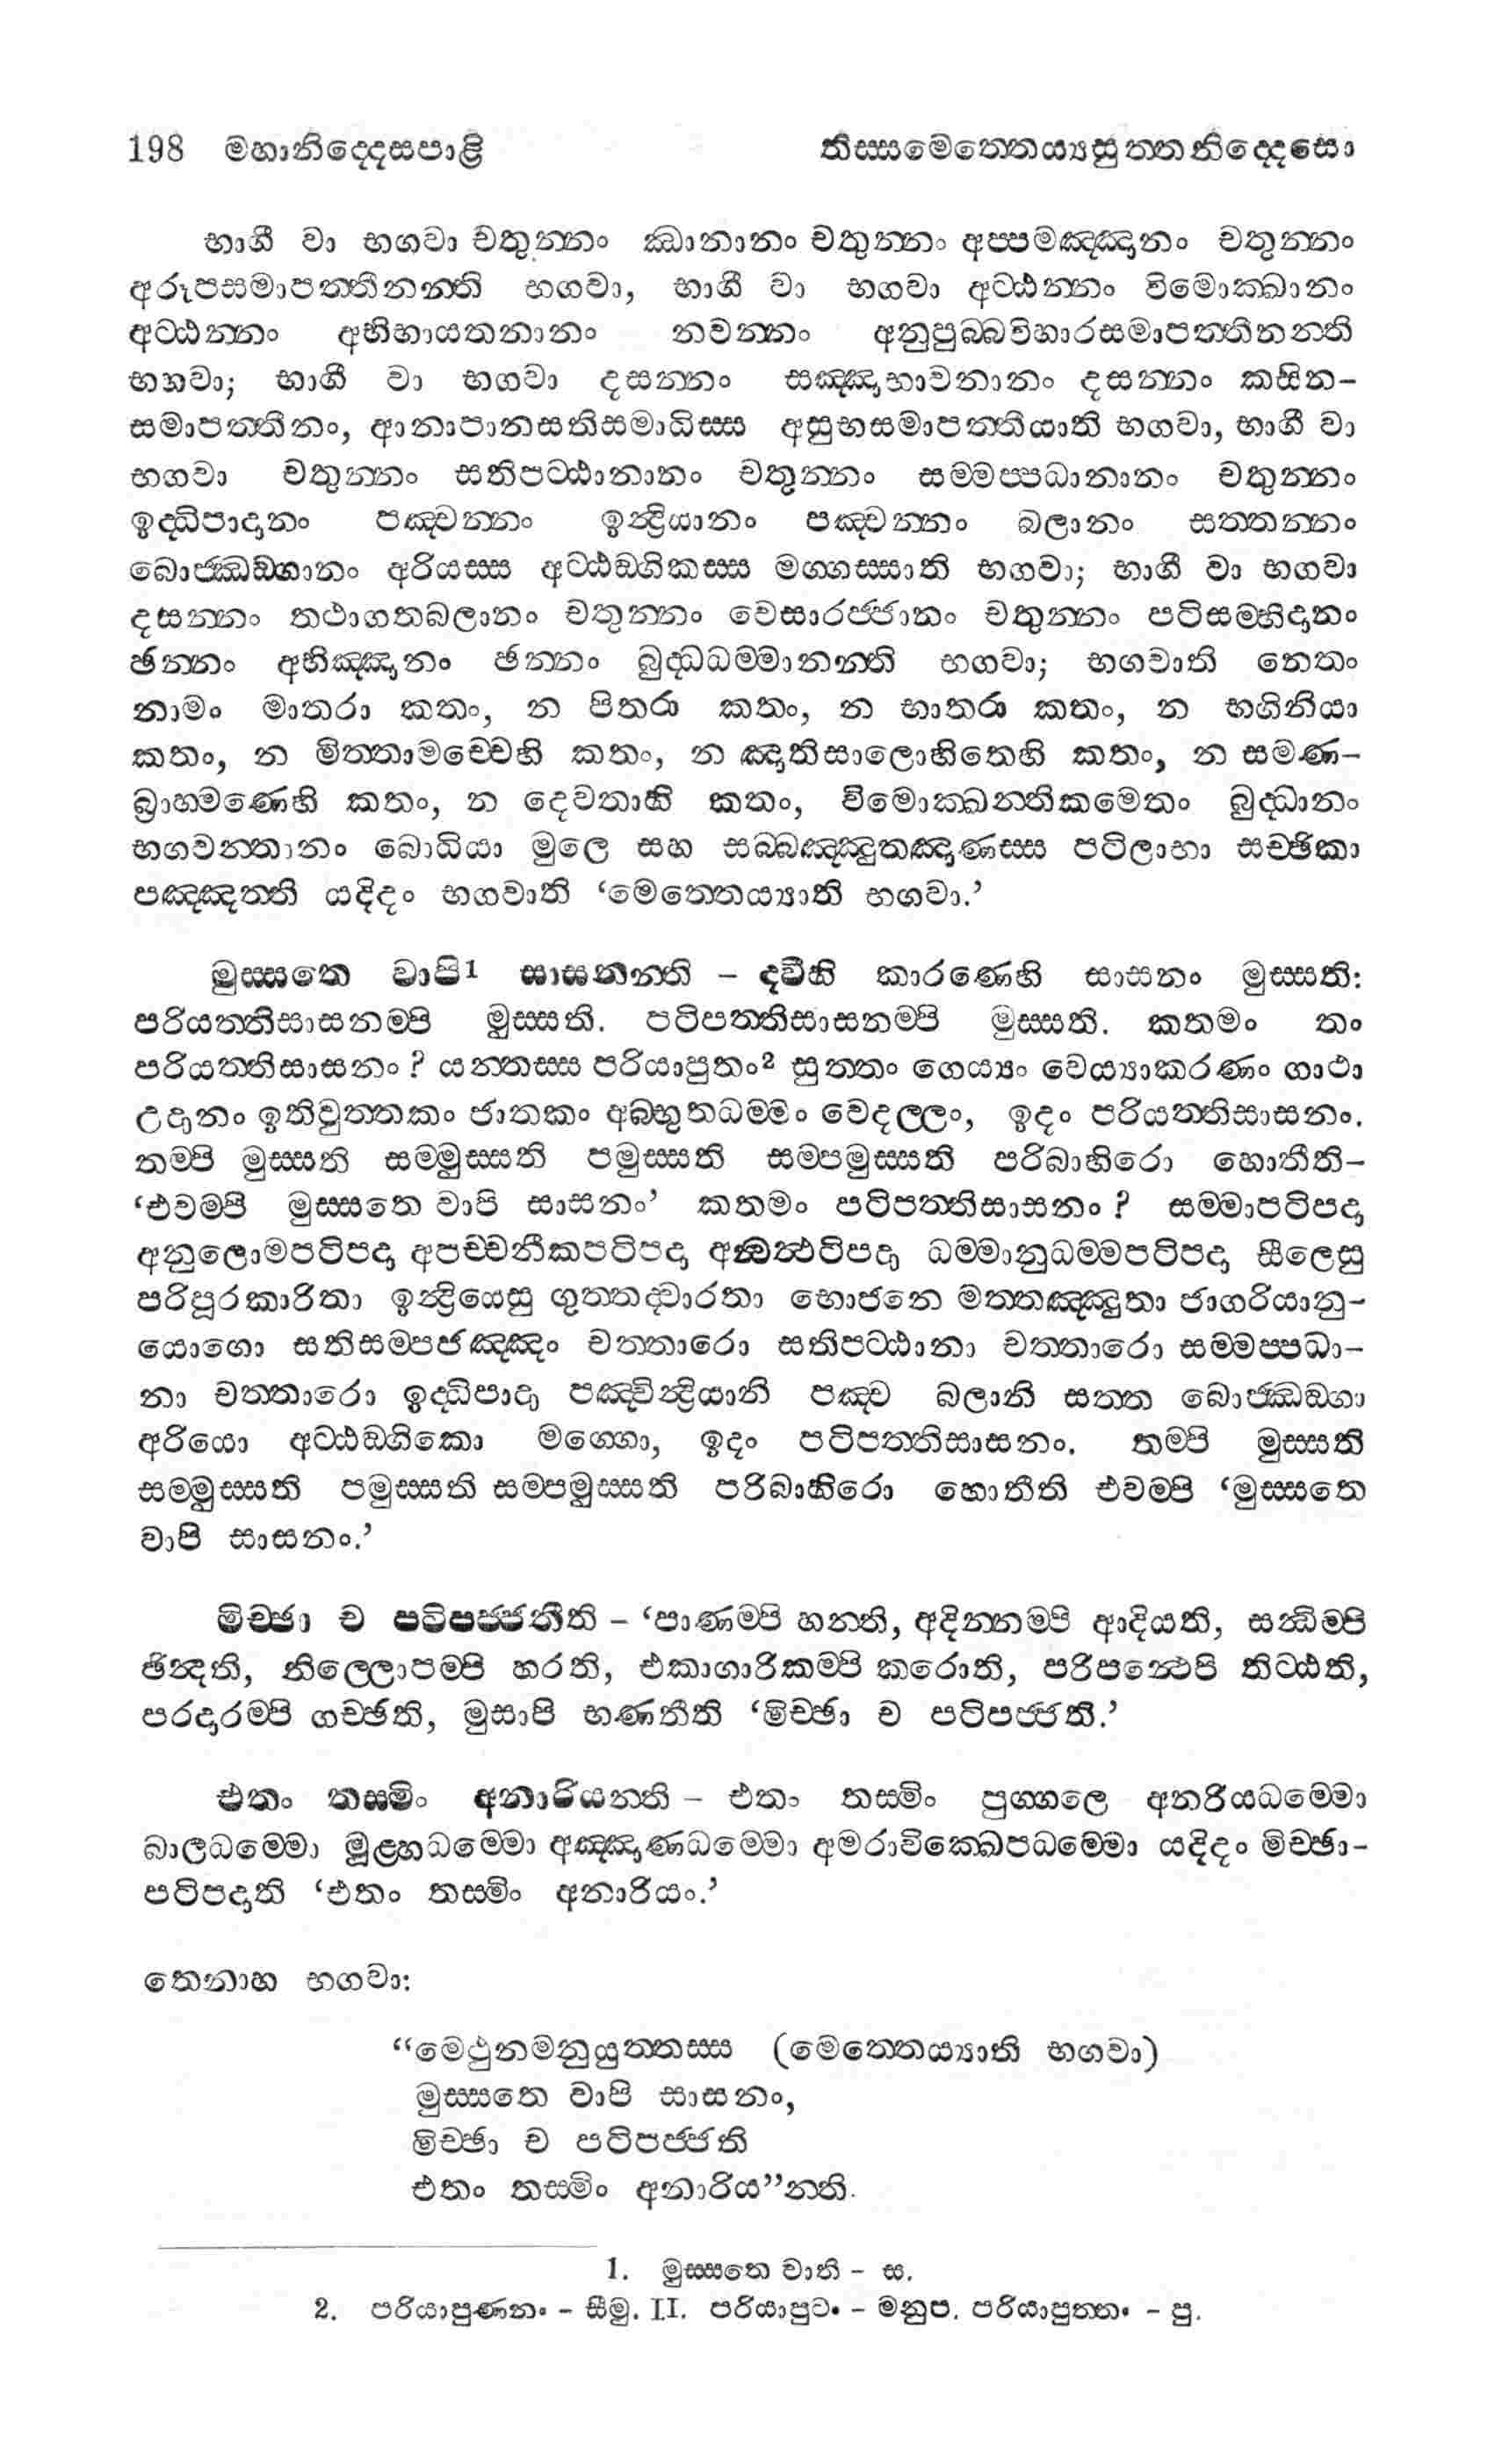 198 මහානිද්දෙසපාළි තිස්සමෙත්තෙය්‍යසුත්තනිද්දෙසො
භාගී වා භගවා චතුන්නං ඣානානං චතුන්නං අප්පමඤ්ඤානං චතුන්නං
අරූපසමාපත්තීනන්ති භගවා, භාගී වා භගවා අට්ඨන්නං විමොක්ඛානං
අට්ඨන්නං අභිභායතනානං නවන්නං අනුපුබ්බවිහාරසමාපත්තීනන්ති
භගවා; භාගී වා භගවා දසන්නං සඤ්ඤාභාවනානං දසන්නං කසින-
සමාපත්තීනං, ආනාපානසතිසමාධිස්ස අසුභසමාපත්තියාති භගවා, භාගී වා
භගවා චතුන්නං සතිපට්ඨානානං චතුන්නං සම්මප්පධානානං චතුන්නං
ඉද්ධිපාදානං පඤ්චන්නං ඉන්ද්‍රියානං පඤ්චන්නං බලානං සත්තන්නං
බොජ්ඣඞ්ගානං අරියස්ස අට්ඨඞ්ගිකස්ස මග්ගස්සාති භගවා; භාගී වා භගවා
දසන්නං තථාගතබලානං චතුන්නං වෙසාරජ්ජානං චතුන්නං පටිසම්භිදානං
ඡන්නං අභිඤ්ඤානං ඡන්නං බුද්ධධම්මානන්ති භගවා; භගවාති නෙතං
නාමං මාතරා කතං, න පිතරා කතං, න භාතරා කතං, න භගිනියා
කතං, න මිත්තාමච්චෙහි කතං, න ඤාතිසාලොහිතෙහි කතං, න සමණ-
බ්‍රාහ්මණෙහි කතං, න දෙවතාහි කතං, විමොක්ඛන්තිකමෙතං බුද්ධානං
භගවන්තානං බොධියා මූලෙ සහ සබ්බඤ්ඤුතඤාණස්ස පටිලාභා සච්ඡිකා
පඤ්ඤත්ති යදිදං භගවාති ‘මෙත්තෙය්‍යාති භගවා.’
මුස්සතෙ වාපි1 සාසනන්ති – ද්වීහි කාරණෙහි සාසනං මුස්සති:
පරියත්තිසාසනම්පි මුස්සති. පටිපත්තිසාසනම්පි මුස්සති. කතමං තං
පරියත්තිසාසනං? යන්තස්ස පරියාපුතං2 සුත්තං ගෙය්‍යං වෙය්‍යාකරණං ගාථා
උදානං ඉතිවුත්තකං ජාතකං අබ්භුතධම්මං වෙදල්ලං, ඉදං පරියත්තිසාසනං.
තම්පි මුස්සති සම්මුස්සති පමුස්සති සම්පමුස්සති පරිබාහිරො හොතීති-
‘එවම්පි මුස්සතෙ වාපි සාසනං’ කතමං පටිපත්තිසාසනං? සම්මාපටිපදා
අනුලොමපටිපදා අපච්චනීකපටිපදා අන්වත්ථපටිපදා ධම්මානුධම්මපටිපදා සීලෙසු
පරිපූරකාරිතා ඉන්ද්‍රියෙසු ගුත්තද්වාරතා භොජනෙ මත්තඤ්ඤුතා ජාගරියානු-
යොගො සතිසම්පජඤ්ඤං චත්තාරො සතිපට්ඨානා චත්තාරො සම්මප්පධා-
නා චත්තාරො ඉද්ධිපාදා පඤ්චින්ද්‍රියානි පඤ්ච බලානි සත්ත බොජ්ඣඞ්ගා
අරියො අට්ඨඞ්ගිකො මග්ගො, ඉදං පටිපත්තිසාසනං. තම්පි මුස්සති
සම්මුස්සති පමුස්සති සම්පමුස්සති පරිබාහිරො හොතීති එවම්පි ‘මුස්සතෙ
වාපි සාසනං.’
මිච්ඡා ච පටිපජ්ජතීති – ‘පාණම්පි හන්ති, අදින්නම්පි ආදියති, සන්ධිම්පි
ඡින්දති, නිල්ලොපම්පි හරති, එකාගාරිකම්පි කරොති, පරිපන්ථෙපි තිට්ඨති,
පරදාරම්පි ගච්ඡති, මුසාපි භණතීති ‘මිච්ඡා ච පටිපජ්ජති.’
එතං තස්මිං අනාරියන්ති – එතං තස්මිං පුග්ගලෙ අනරියධම්මො
බාලධම්මො මූළ්හධම්මො අඤ්ඤාණධම්මො අමරාවික්ඛෙපධම්මො යදිදං මිච්ඡා-
පටිපදාති ‘එතං තස්මිං අනාරියං.’
තෙනාහ භගවා:
“මෙථුනමනුයුත්තස්ස (මෙත්තෙය්‍යාති භගවා)
මුස්සතෙ වාපි සාසනං,
මිච්ඡා ච පටිපජ්ජති
එතං තස්මිං අනාරිය”න්ති.
1. මුස්සතෙ චාති – ස.
2. පරියාපුණනං – සීමු. II. පරියාපුටං – මනුප. පරියාපුත්තං – පු.